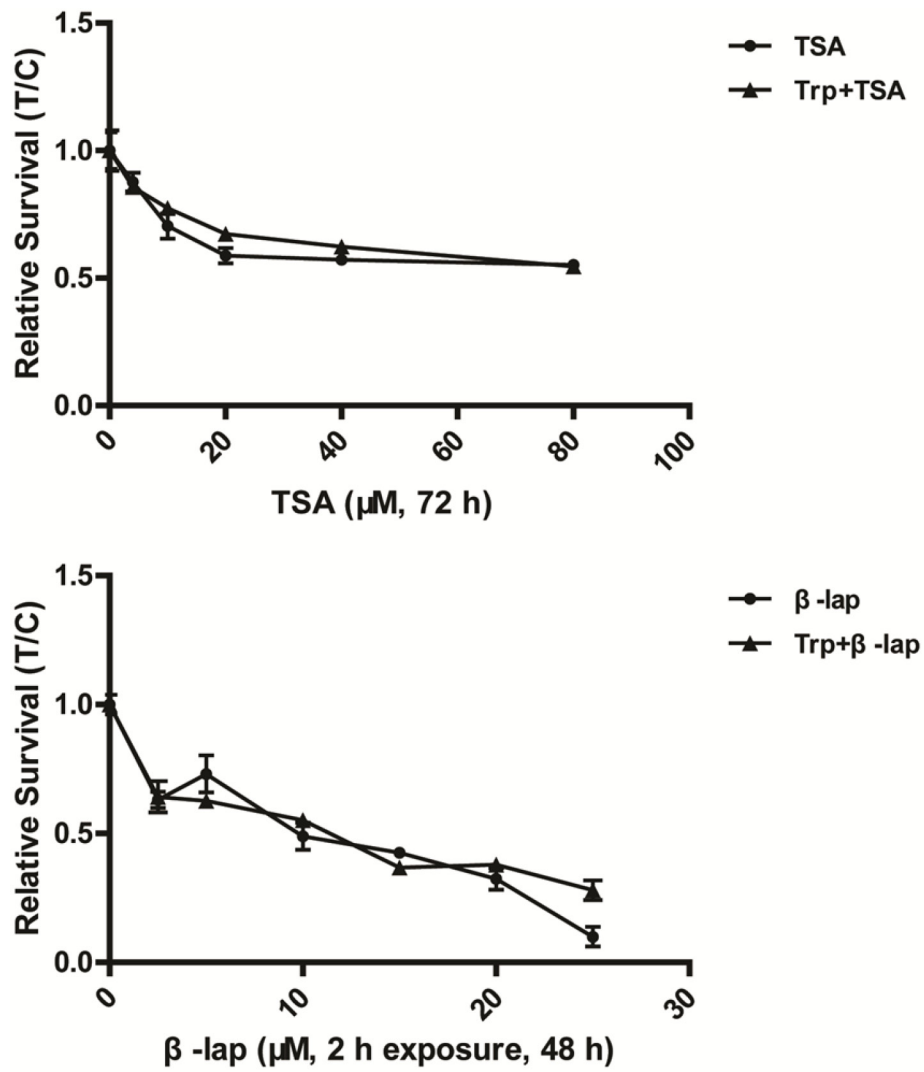 1.5
1.0
0.5
0.0
Relative Survival (T/C)
0
20
40
60
80
100
TSA (µM, 72 h)
TSA
Trp+TSA
1.5
1.0
0.5
0.0
Relative Survival (T/C)
0
10
20
30
β -lap (µM, 2 h exposure, 48 h)
β -lap
Trp+β -lap